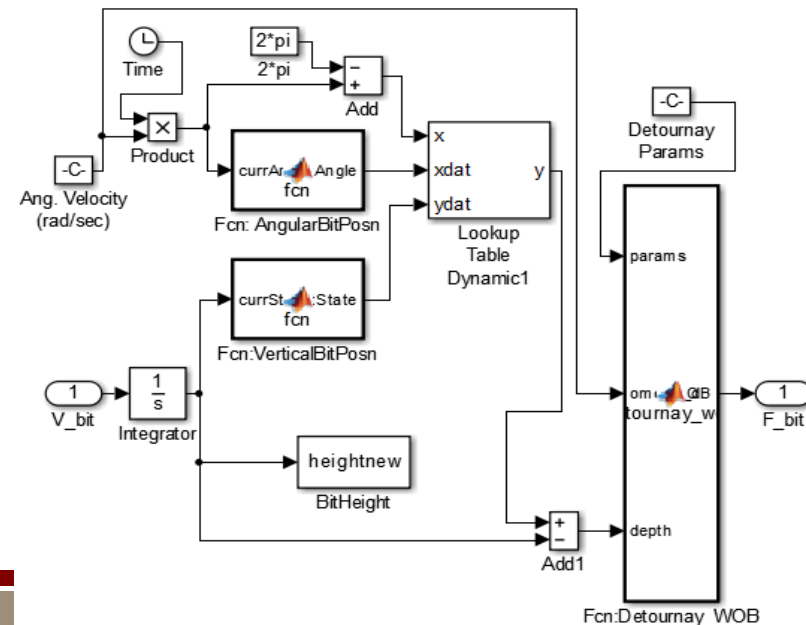 Time
2*pi
2*pi
Add
Product
-C-
Ang. Velocity
(rad/sec)
currAr Angle
fcn
Fcn: AngularBitPosn
x
xdat
ydat
y
Lookup
Table
Dynamic1
-C-
Detournay
Params
currSt :State
fcn
Fcn:VerticalBitPosn
1
V_bit
1
s
Integrator
heightnew
BitHeight
Add1
params
depth
Fcn:Detournay_WOB
1
F_bit